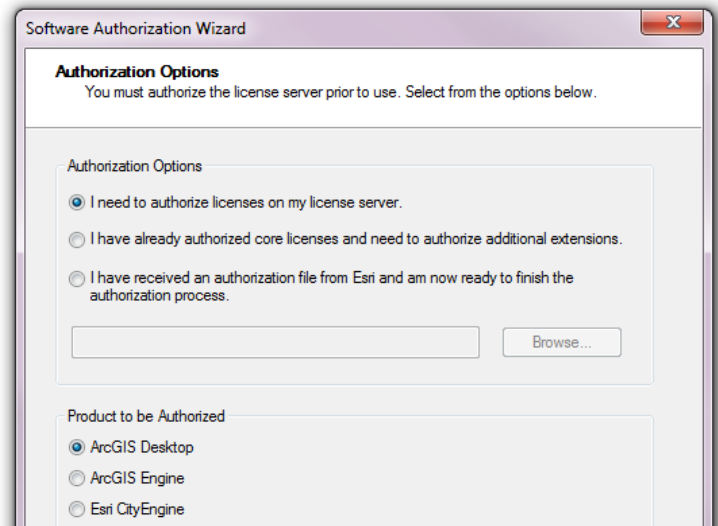 Software Authorization Wizard
Authorization Options
You must authorize the license server prior to use. Select from the options below.
Authorization Options
I need to authorize licenses on my license server.
I have already authorized core licenses and need to authorize additional extensions.
I have received an authorization file from Esri and am now ready to finish the
authorization process.
Browse...
Product to be Authorized
ArcGIS Desktop
ArcGIS Engine
Esri CityEngine